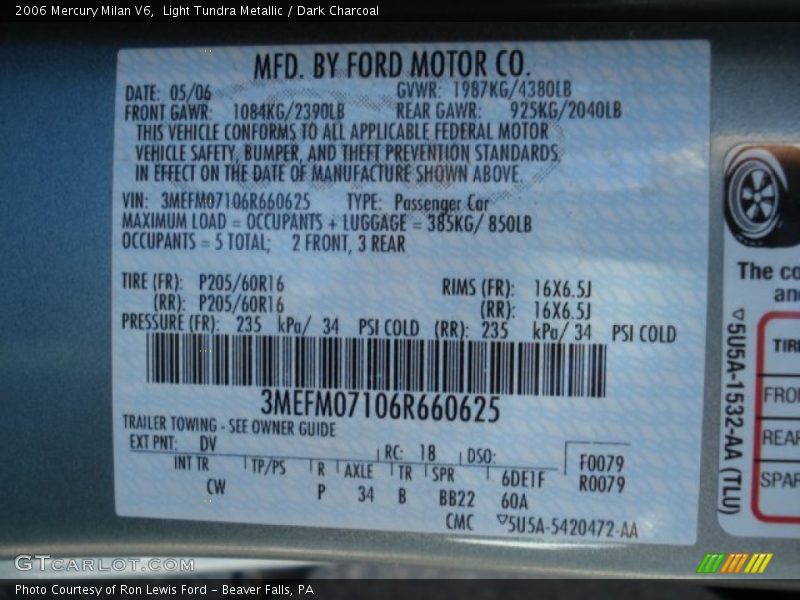 2006 Mercury Milan V6,  Light Tundra Metallic / Dark Charcoal
MFD. BY FORD MOTOR CO.
DATE: 05/06 GVWR: 1987KG/4380LB
FRONT GAWR: 1084KG/2390LB REAR GAWR: 925KG/2040LB
THIS VEHICLE CONFORMS TO ALL APPLICABLE FEDERAL MOTOR
VEHICLE SAFETY, BUMPER, AND THEFT PREVENTION STANDARDS
IN EFFECT ON THE DATE OF MANUFACTURE SHOWN ABOVE.
VIN: 3MEFM07106R660625 TYPE: Passenger Car
MAXIMUM LOAD = OCCUPANTS + LUGGAGE = 385KG/ 850LB
OCCUPANTS = 5 TOTAL; 2 FRONT, 3 REAR
TIRE (FR): P205/60R16 RIMS (FR): 16X6.5J
(RR): P205/60R16 (RR): 16X6.5J
PRESSURE (FR): 235 kPa/ 34 PSI COLD (RR): 235 kPa/ 34 PSI COLD
3MEFM07106R660625
TRAILER TOWING - SEE OWNER GUIDE
EXT PNT: DV RC: 18 DSO: F0079
INT TR TP/PS R AXLE TR SPR 6DE1F R0079
CW P 34 B BB22 60A
CMC ▽5U5A-5420472-AA
The co
and
▽5U5A-1532-AA (TLU)
TIRE
FRO
REAR
SPAR
GTCarLot.com
Photo Courtesy of Ron Lewis Ford – Beaver Falls, PA